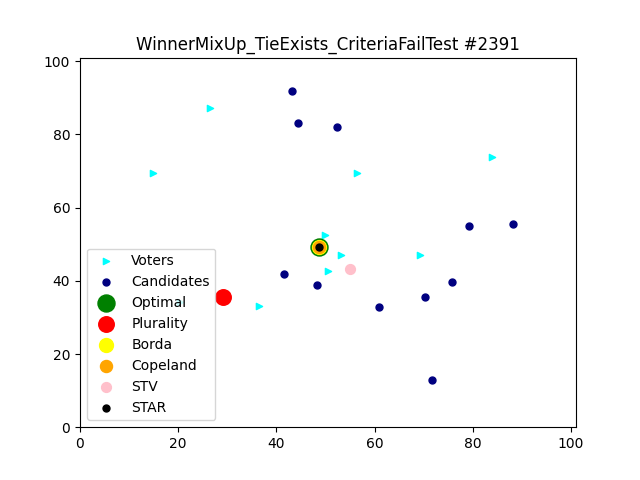 WinnerMixUp_TieExists_CriteriaFailTest #2391
100
80
60
40
20
0
Voters
Candidates
Optimal
Plurality
Borda
Copeland
STV
STAR
0 20 40 60 80 100